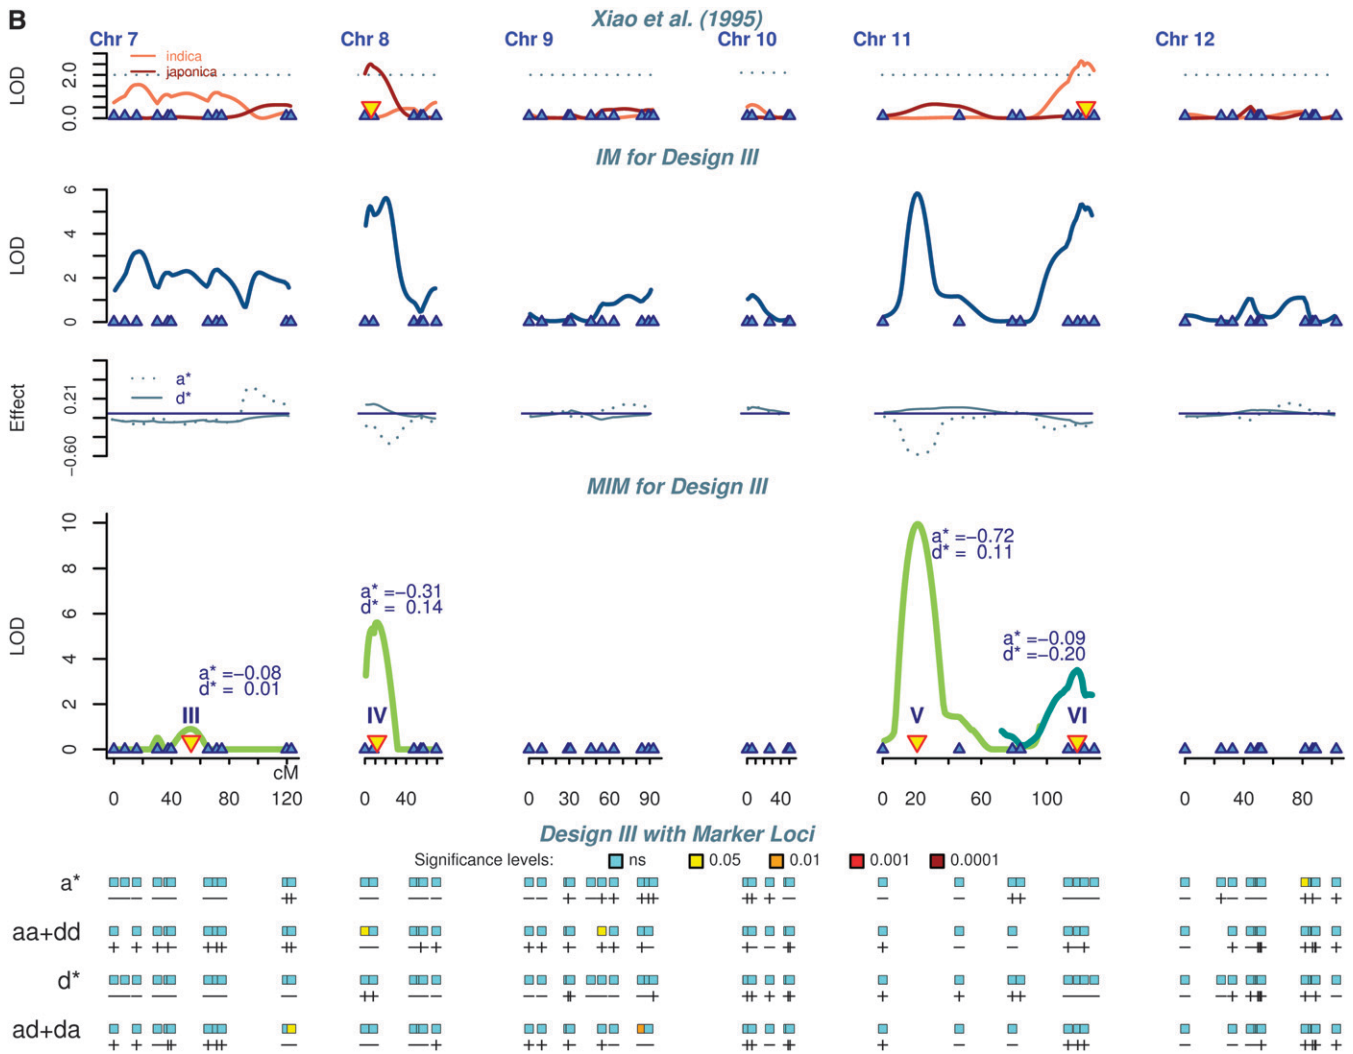 B
Xiao et al. (1995)
Chr 7 Chr 8 Chr 9 Chr 10 Chr 11 Chr 12
indica
japonica
LOD
2.0
0.0
IM for Design III
LOD
6
4
2
0
Effect
0.21
−0.60
a*
d*
MIM for Design III
LOD
10
8
6
4
2
0
a* =−0.08
d* = 0.01
III
a* =−0.31
d* = 0.14
IV
a* =−0.72
d* = 0.11
V
a* =−0.09
d* =−0.20
VI
cM
0 40 80 120 0 40 0 30 60 90 0 40 0 20 60 100 0 40 80
Design III with Marker Loci
Significance levels: ns 0.05 0.01 0.001 0.0001
a*
aa+dd
d*
ad+da